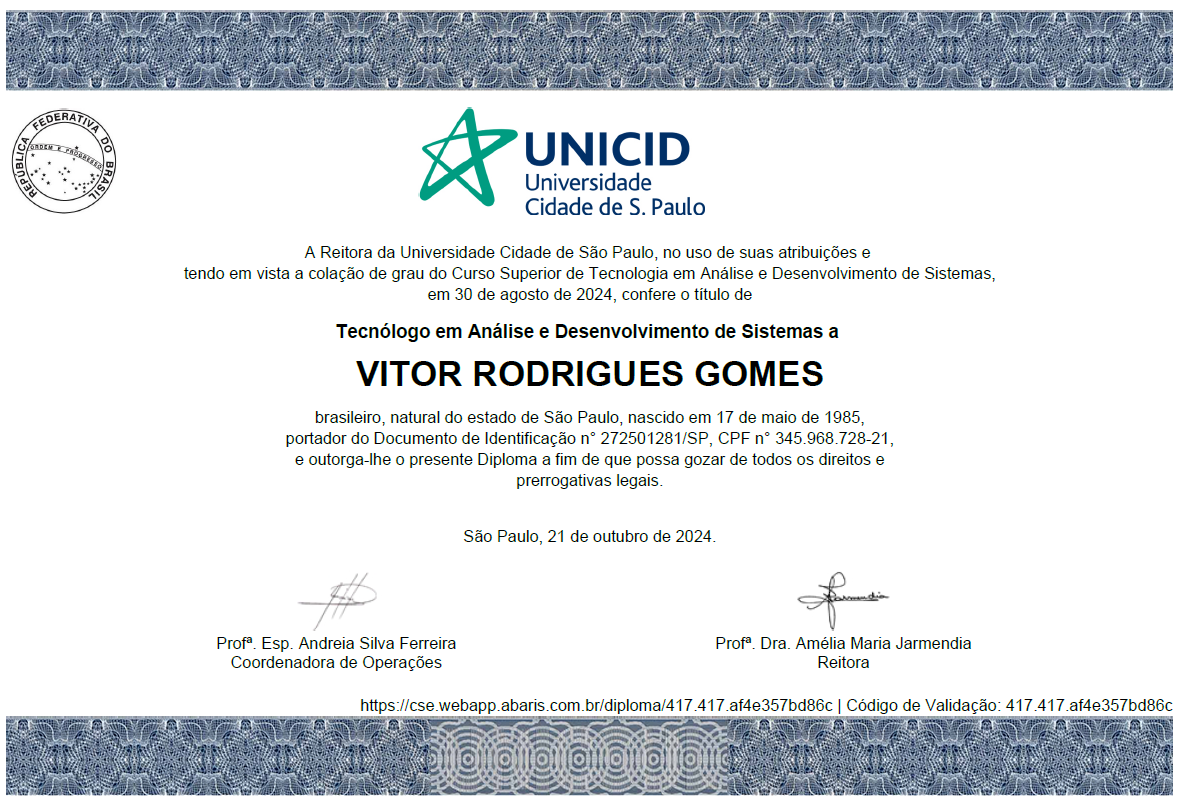 REPÚBLICA FEDERATIVA DO BRASIL
ORDEM E PROGRESSO
UNICID
Universidade
Cidade de S. Paulo
A Reitora da Universidade Cidade de São Paulo, no uso de suas atribuições e
tendo em vista a colação de grau do Curso Superior de Tecnologia em Análise e Desenvolvimento de Sistemas,
em 30 de agosto de 2024, confere o título de
Tecnólogo em Análise e Desenvolvimento de Sistemas a
VITOR RODRIGUES GOMES
brasileiro, natural do estado de São Paulo, nascido em 17 de maio de 1985,
portador do Documento de Identificação n° 272501281/SP, CPF n° 345.968.728-21,
e outorga-lhe o presente Diploma a fim de que possa gozar de todos os direitos e
prerrogativas legais.
São Paulo, 21 de outubro de 2024.
Profª. Esp. Andreia Silva Ferreira
Coordenadora de Operações
Profª. Dra. Amélia Maria Jarmendia
Reitora
https://cse.webapp.abaris.com.br/diploma/417.417.af4e357bd86c | Código de Validação: 417.417.af4e357bd86c